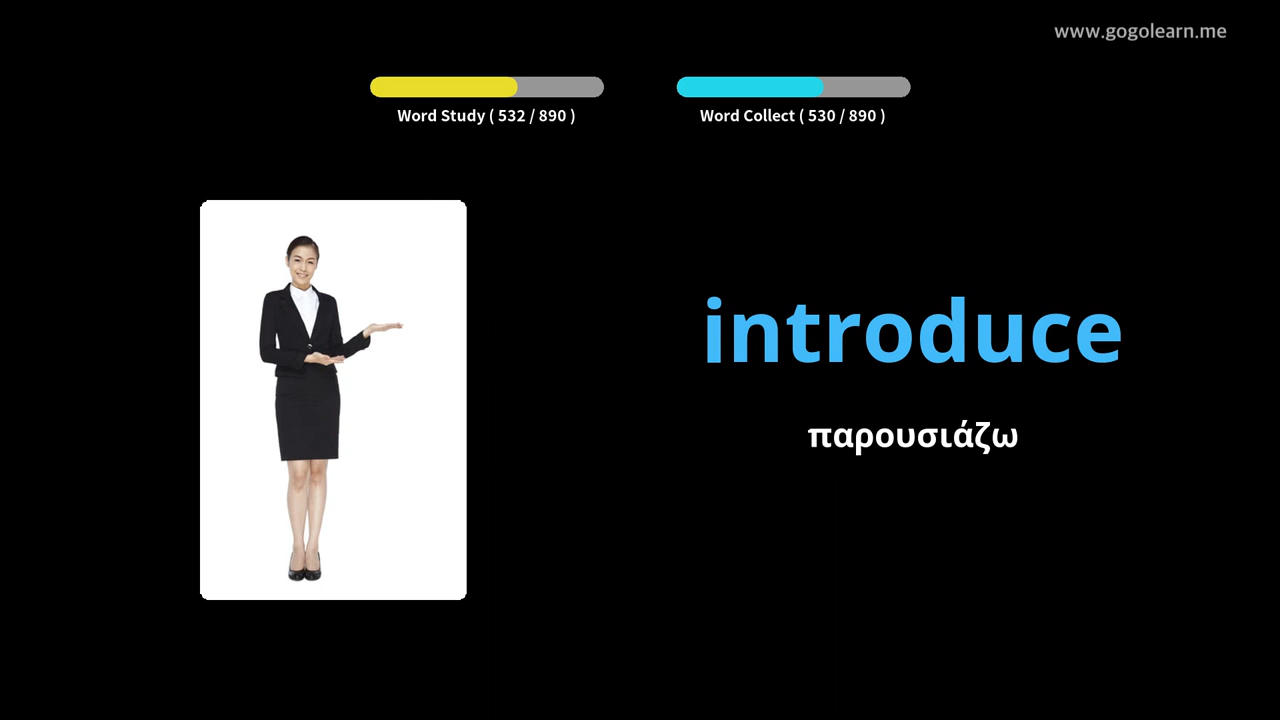 www.gogolearn.me
Word Study ( 532 / 890 )
Word Collect ( 530 / 890 )
introduce
παρουσιάζω